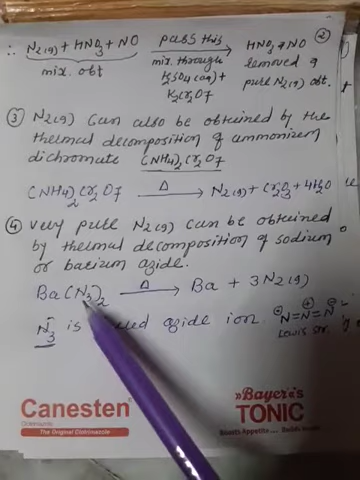 ②
∴ N2(g) + HNO3 + NO pass this → HNO3 & NO
mix. obt mix. through removed &
H2SO4(aq) + pure N2(g) obt.
K2Cr2O7
③ N2(g) can also be obtained by the
thermal decomposition of ammonium
dichromate (NH4)2Cr2O7
(NH4)2Cr2O7 Δ→ N2(g) + Cr2O3 + 4H2O
④ Very pure N2(g) can be obtained
by thermal decomposition of sodium
or barium azide.
Ba(N3)2 Δ→ Ba + 3N2(g)
N3⁻ is called azide ion. ⊖N=N⊕=N⊖
Lewis str.
Canesten
The Original Clotrimazole
»Bayer's
TONIC